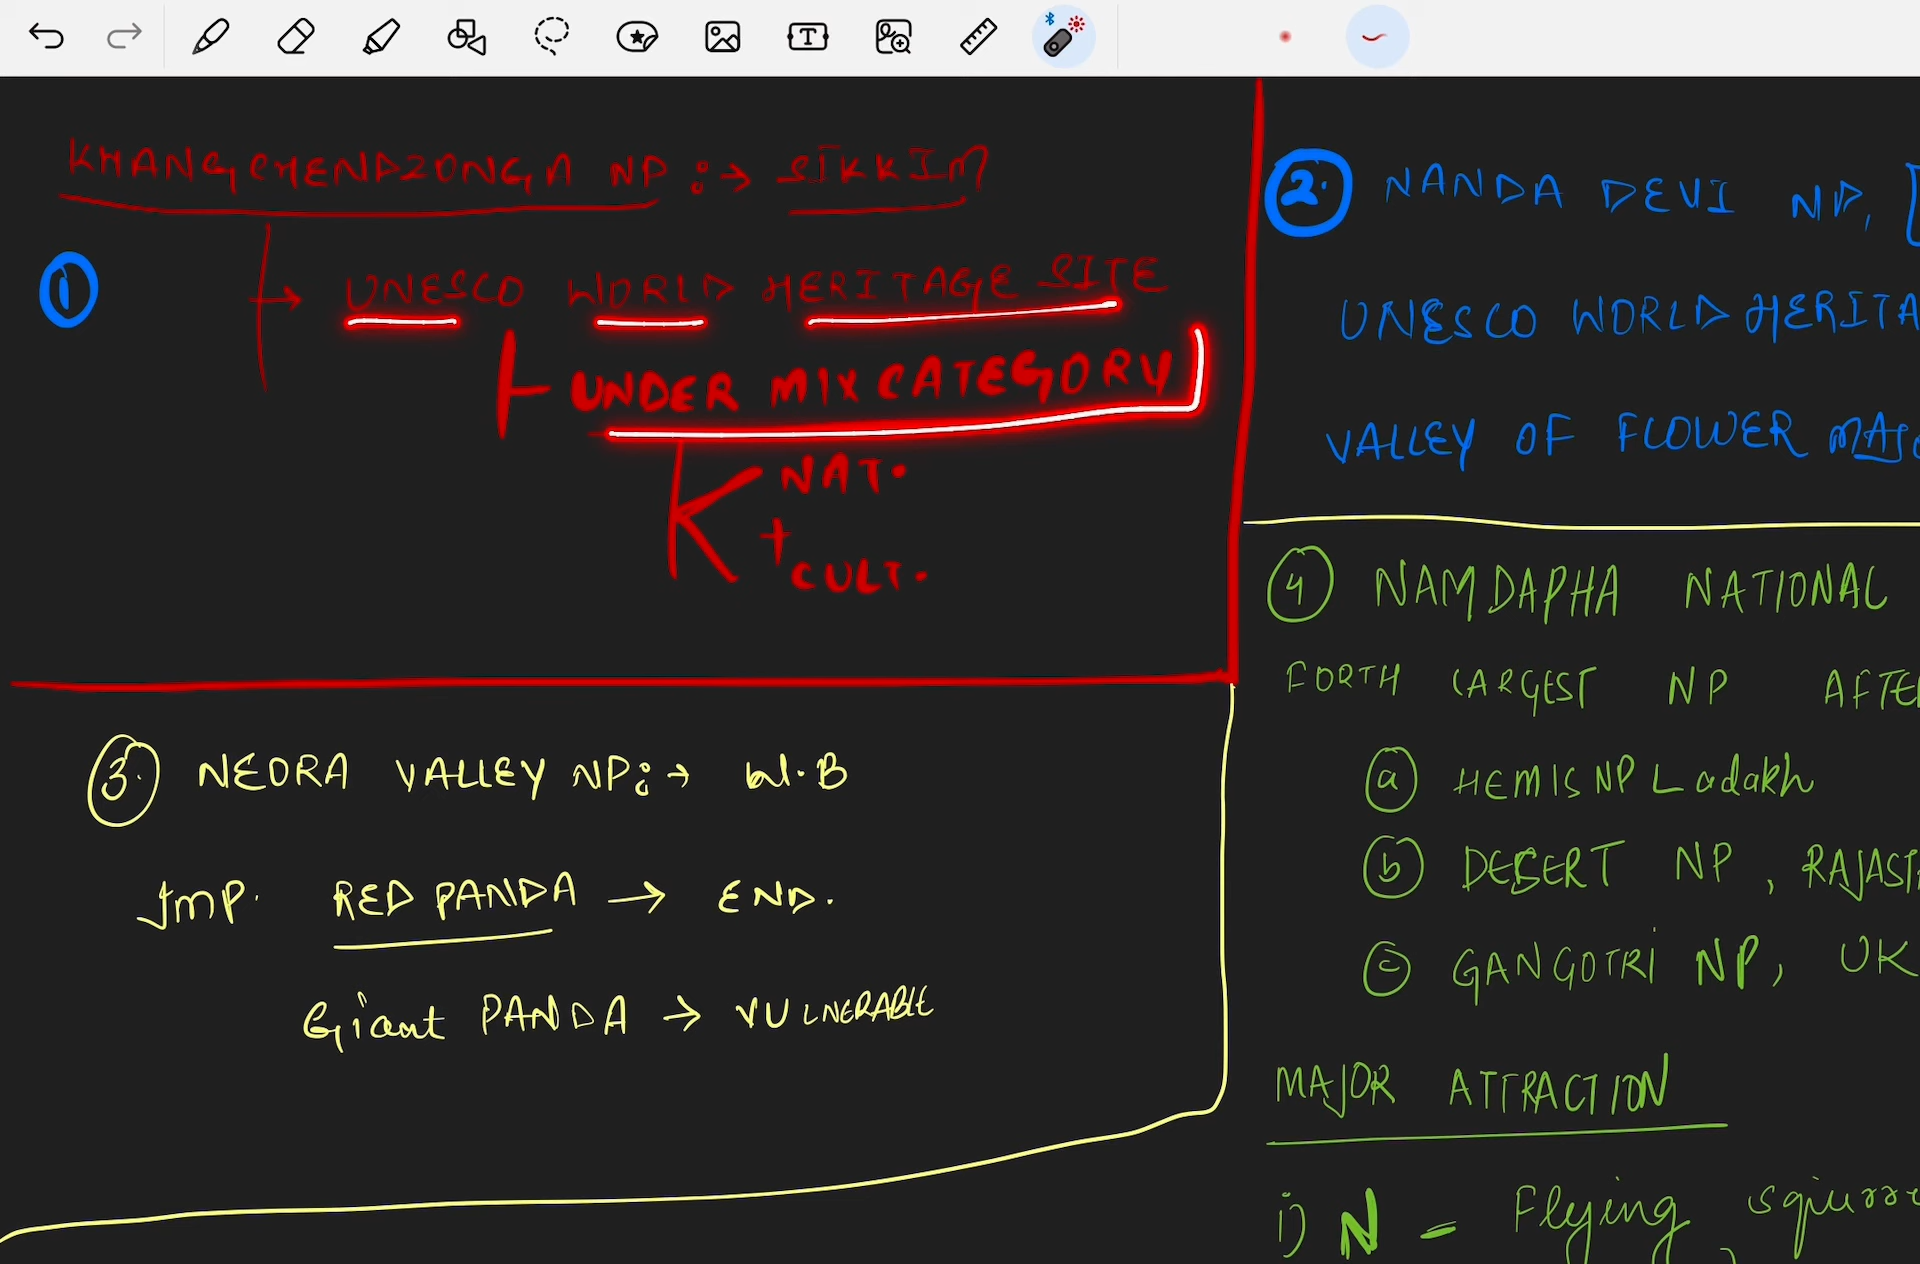 KHANGCHENDZONGA NP :→ SIKKIM
①
→ UNESCO WORLD HERITAGE SITE
UNDER MIX CATEGORY
NAT.
+
CULT.
②. NANDA DEVI NP,
UNESCO WORLD HERITA
VALLEY OF FLOWER
③. NEORA VALLEY NP:→ W.B
Imp. RED PANDA → END.
Giant PANDA → VULNERABLE
④ NAMDAPHA NATIONAL
FORTH LARGEST NP AFTE
ⓐ HEMIS NP Ladakh
ⓑ DESERT NP, RAJAST
ⓒ GANGOTRI NP, UK
MAJOR ATTRACTION
i) N - Flying